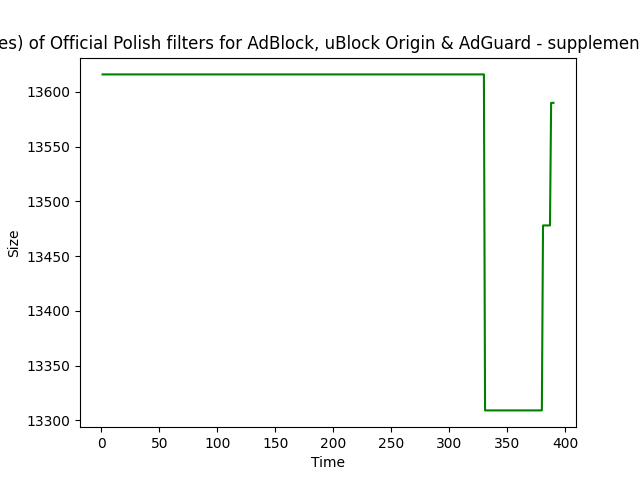 es) of Official Polish filters for AdBlock, uBlock Origin & AdGuard - supplemen
13600
13550
13500
13450
13400
13350
13300
Size
0 50 100 150 200 250 300 350 400
Time